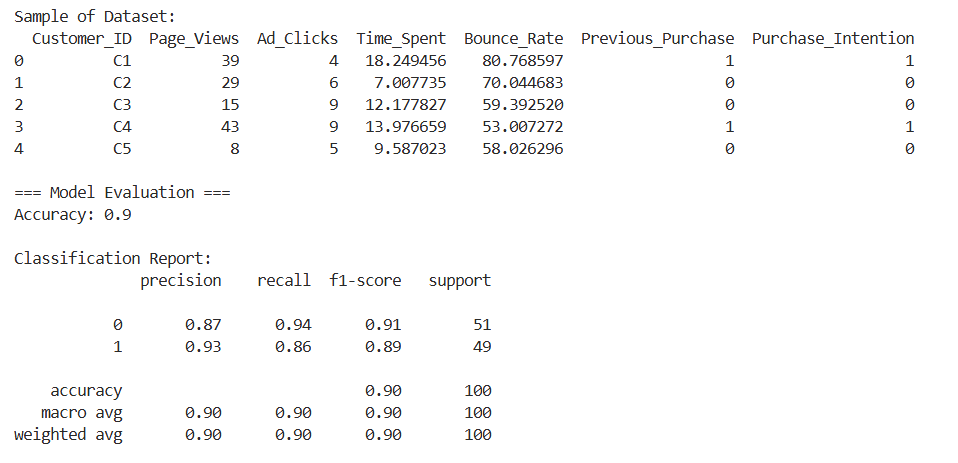 Sample of Dataset:
  Customer_ID  Page_Views  Ad_Clicks  Time_Spent  Bounce_Rate  Previous_Purchase  Purchase_Intention
0          C1          39          4   18.249456    80.768597                  1                   1
1          C2          29          6    7.007735    70.044683                  0                   0
2          C3          15          9   12.177827    59.392520                  0                   0
3          C4          43          9   13.976659    53.007272                  1                   1
4          C5           8          5    9.587023    58.026296                  0                   0
=== Model Evaluation ===
Accuracy: 0.9
Classification Report:
              precision    recall  f1-score   support
           0       0.87      0.94      0.91        51
           1       0.93      0.86      0.89        49
    accuracy                           0.90       100
   macro avg       0.90      0.90      0.90       100
weighted avg       0.90      0.90      0.90       100